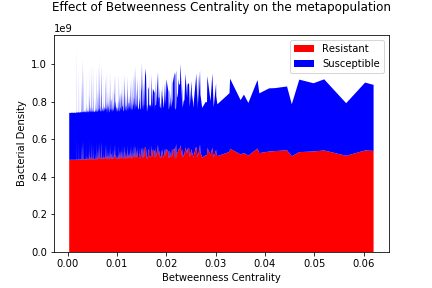 Effect of Betweenness Centrality on the metapopulation
1e9
Resistant
Susceptible
1.0
0.8
0.6
0.4
0.2
0.0
Bacterial Density
0.00 0.01 0.02 0.03 0.04 0.05 0.06
Betweenness Centrality